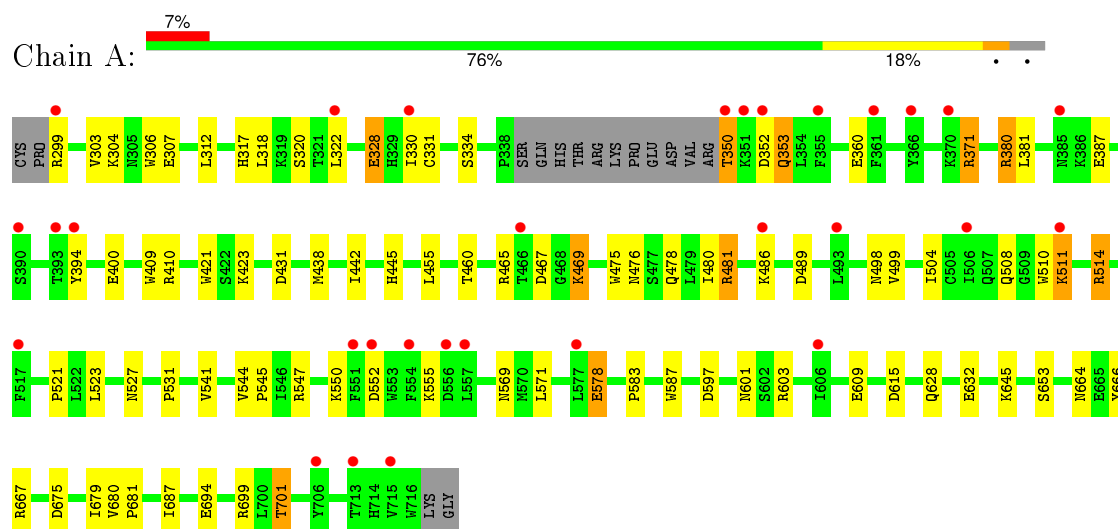 7%
Chain A:
76% 18% • •
CYS PRO R299 V303 K304 N305 W306 E307 L312 H317 L318 K319 S320 T321 L322 E328 H329 I330 C331 S334 P338 SER GLN HIS THR ARG LYS PRO GLU ASP VAL ARG T350 K351 D352 Q353 L354 F355 E360 F361 Y366 K370 R371 R380 L381 N385 K386 E387
S390 T393 Y394 E400 W409 R410 W421 S422 K423 D431 M438 I442 H445 L455 T460 R465 T466 D467 G468 K469 W475 N476 S477 Q478 L479 I480 R481 K486 D489 L493 N498 V499 I504 C505 I506 Q507 Q508 G509 W510 K511 R514
F517 P521 L522 L523 N527 P531 V541 V544 P545 I546 R547 K550 F551 D552 W553 F554 K555 D556 L557 N569 M570 L571 L577 E578 P583 W587 D597 N601 S602 R603 I606 E609 D615 Q628 E632 K645 S653 N664 E665 Y666
R667 D675 I679 V680 P681 I687 E694 R699 L700 T701 Y706 T713 H714 V715 W716 LYS GLY